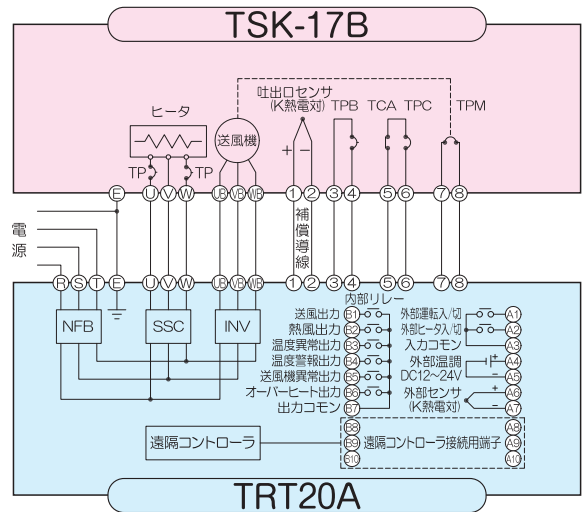 TSK-17B
吐出口センサ
(K熱電対) TPB TCA TPC TPM
ヒータ
送風機
+ −
TP TP
E U V W UB VB WB 1 2 3 4 5 6 7 8
電源
補償導線
R S T E U V W UB VB WB 1 2 3 4 5 6 7 8
NFB SSC INV
内部リレー
送風出力 B1 外部運転入/切 A1
熱風出力 B2 外部ヒータ入/切 A2
温度異常出力 B3 入力コモン A3
温度警報出力 B4 外部温調 + A4
送風機異常出力 B5 DC12~24V − A5
オーバーヒート出力 B6 外部センサ + A6
出力コモン B7 (K熱電対) − A7
B8 A8
遠隔コントローラ B9 遠隔コントローラ接続用端子 A9
B10 A10
TRT20A